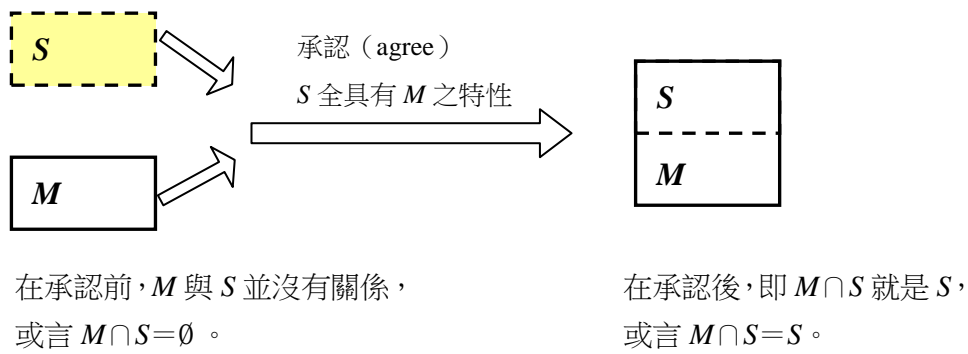 S
承認（agree）
S 全具有 M 之特性
S
M
M
在承認前，M 與 S 並沒有關係，
或言 M∩S＝∅ 。
在承認後，即 M∩S 就是 S，
或言 M∩S＝S。